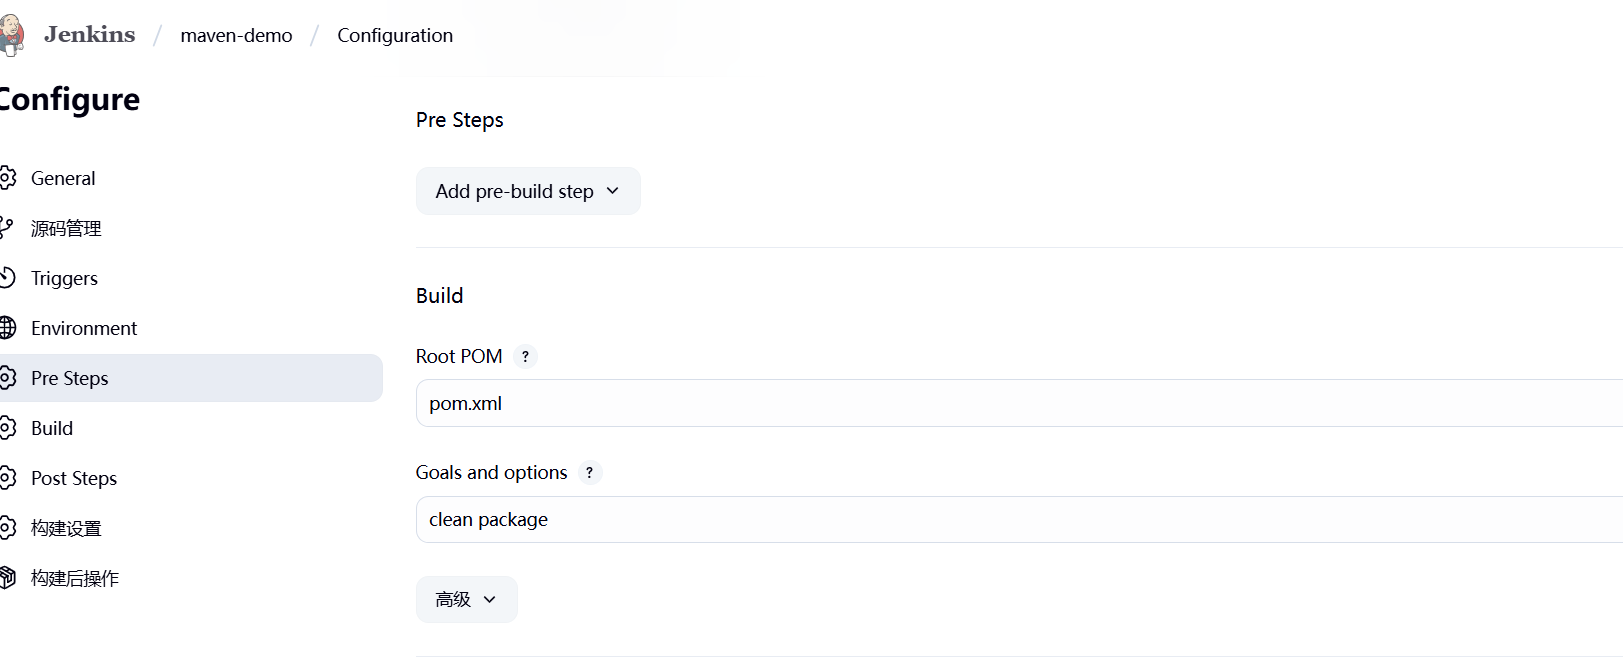 Jenkins / maven-demo / Configuration
Configure
General
源码管理
Triggers
Environment
Pre Steps
Build
Post Steps
构建设置
构建后操作
Pre Steps
Add pre-build step
Build
Root POM ?
pom.xml
Goals and options ?
clean package
高级